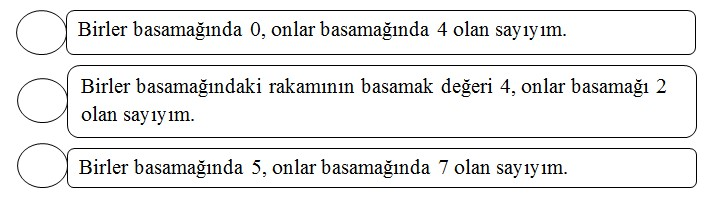 Birler basamağında 0, onlar basamağında 4 olan sayıyım.
Birler basamağındaki rakamının basamak değeri 4, onlar basamağı 2
olan sayıyım.
Birler basamağında 5, onlar basamağında 7 olan sayıyım.